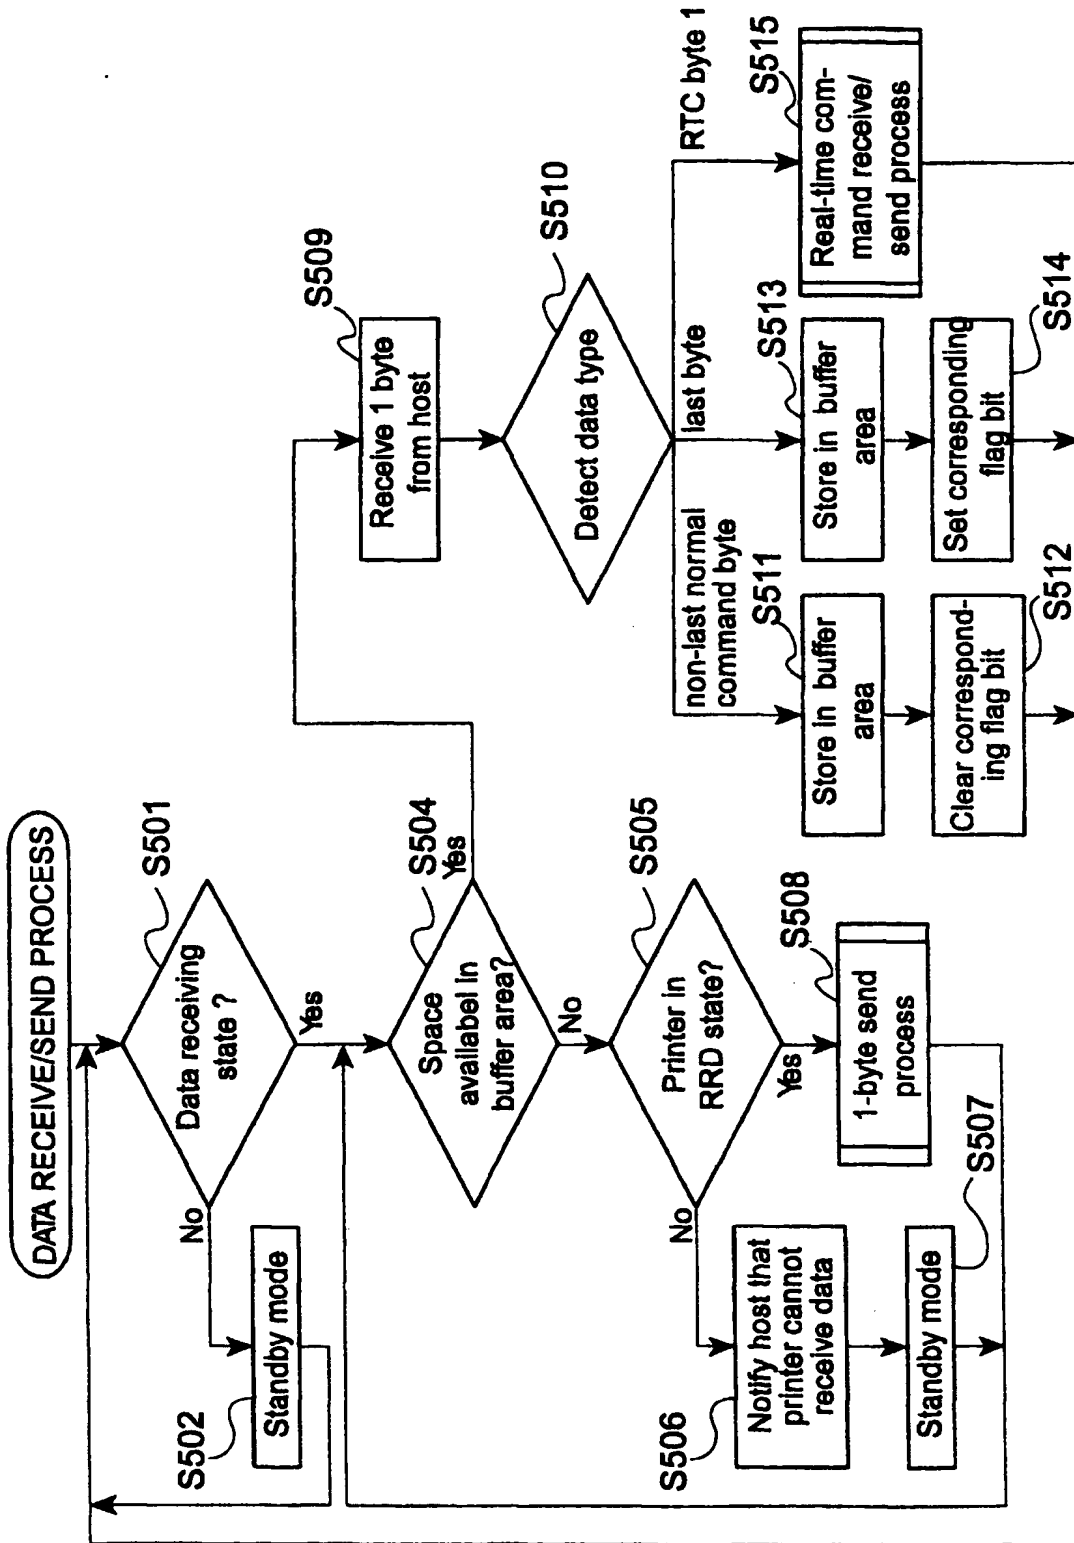 DATA RECEIVE/SEND PROCESS
S501
Data receiving
state ?
No
Yes
S502
Standby mode
S504
Space
availabel in
buffer area?
Yes
No
S505
Printer in
RRD state?
No
Yes
S506
Notify host that
printer cannot
receive data
S507
Standby mode
S508
1-byte send
process
S509
Receive 1 byte
from host
S510
Detect data type
non-last normal
command byte
last byte
RTC byte 1
S511
Store in buffer
area
S512
Clear correspond-
ing flag bit
S513
Store in buffer
area
S514
Set corresponding
flag bit
S515
Real-time com-
mand receive/
send process